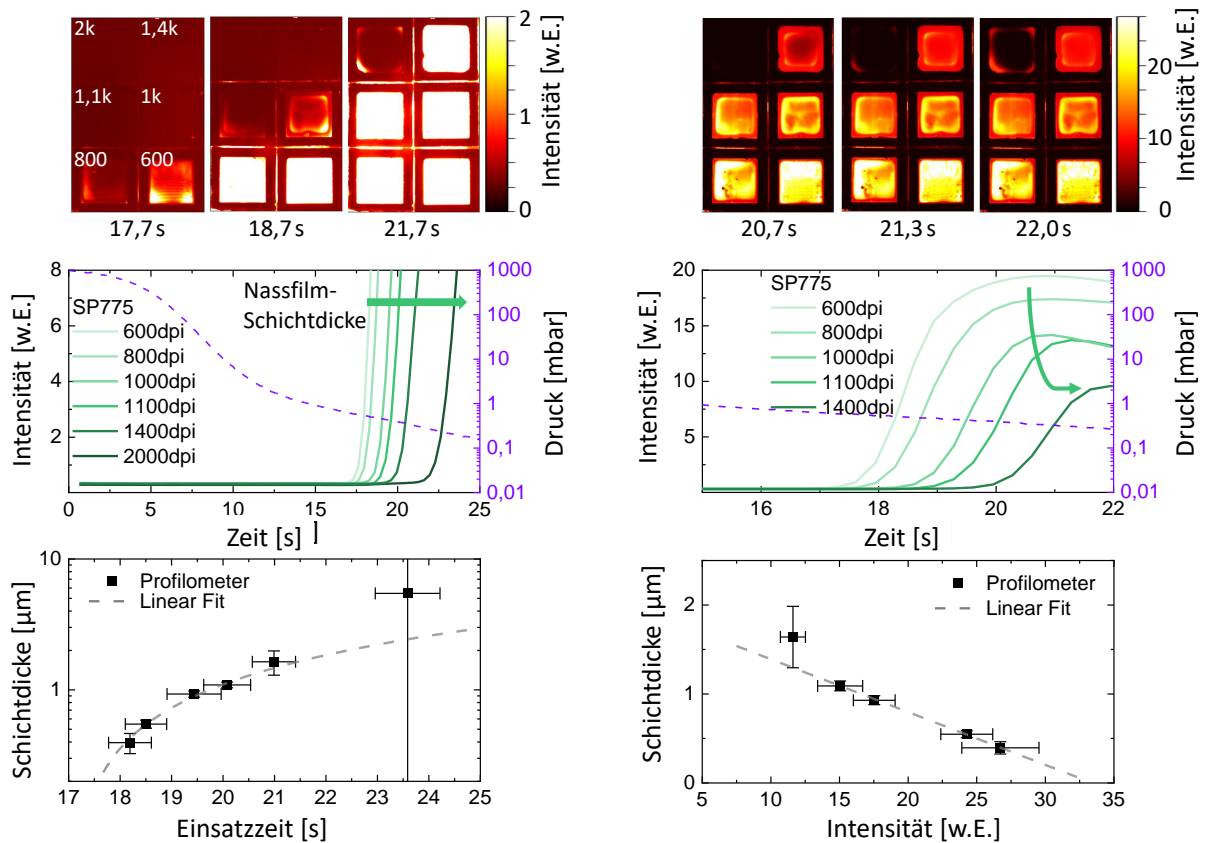 2k 1,4k
1,1k 1k
800 600
17,7 s 18,7 s 21,7 s
2
1
0
Intensität [w.E.]
20,7 s 21,3 s 22,0 s
20
10
0
Intensität [w.E.]
8
6
4
2
Intensität [w.E.]
SP775
600dpi
800dpi
1000dpi
1100dpi
1400dpi
2000dpi
Nassfilm-
Schichtdicke
1000
100
10
1
0,1
0,01
Druck [mbar]
0 5 10 15 20 25
Zeit [s] ]
20
15
10
5
Intensität [w.E.]
SP775
600dpi
800dpi
1000dpi
1100dpi
1400dpi
1000
100
10
1
0,1
0,01
Druck [mbar]
16 18 20 22
Zeit [s]
10
1
Schichtdicke [µm]
Profilometer
Linear Fit
17 18 19 20 21 22 23 24 25
Einsatzzeit [s]
2
1
0
Schichtdicke [µm]
Profilometer
Linear Fit
5 10 15 20 25 30 35
Intensität [w.E.]